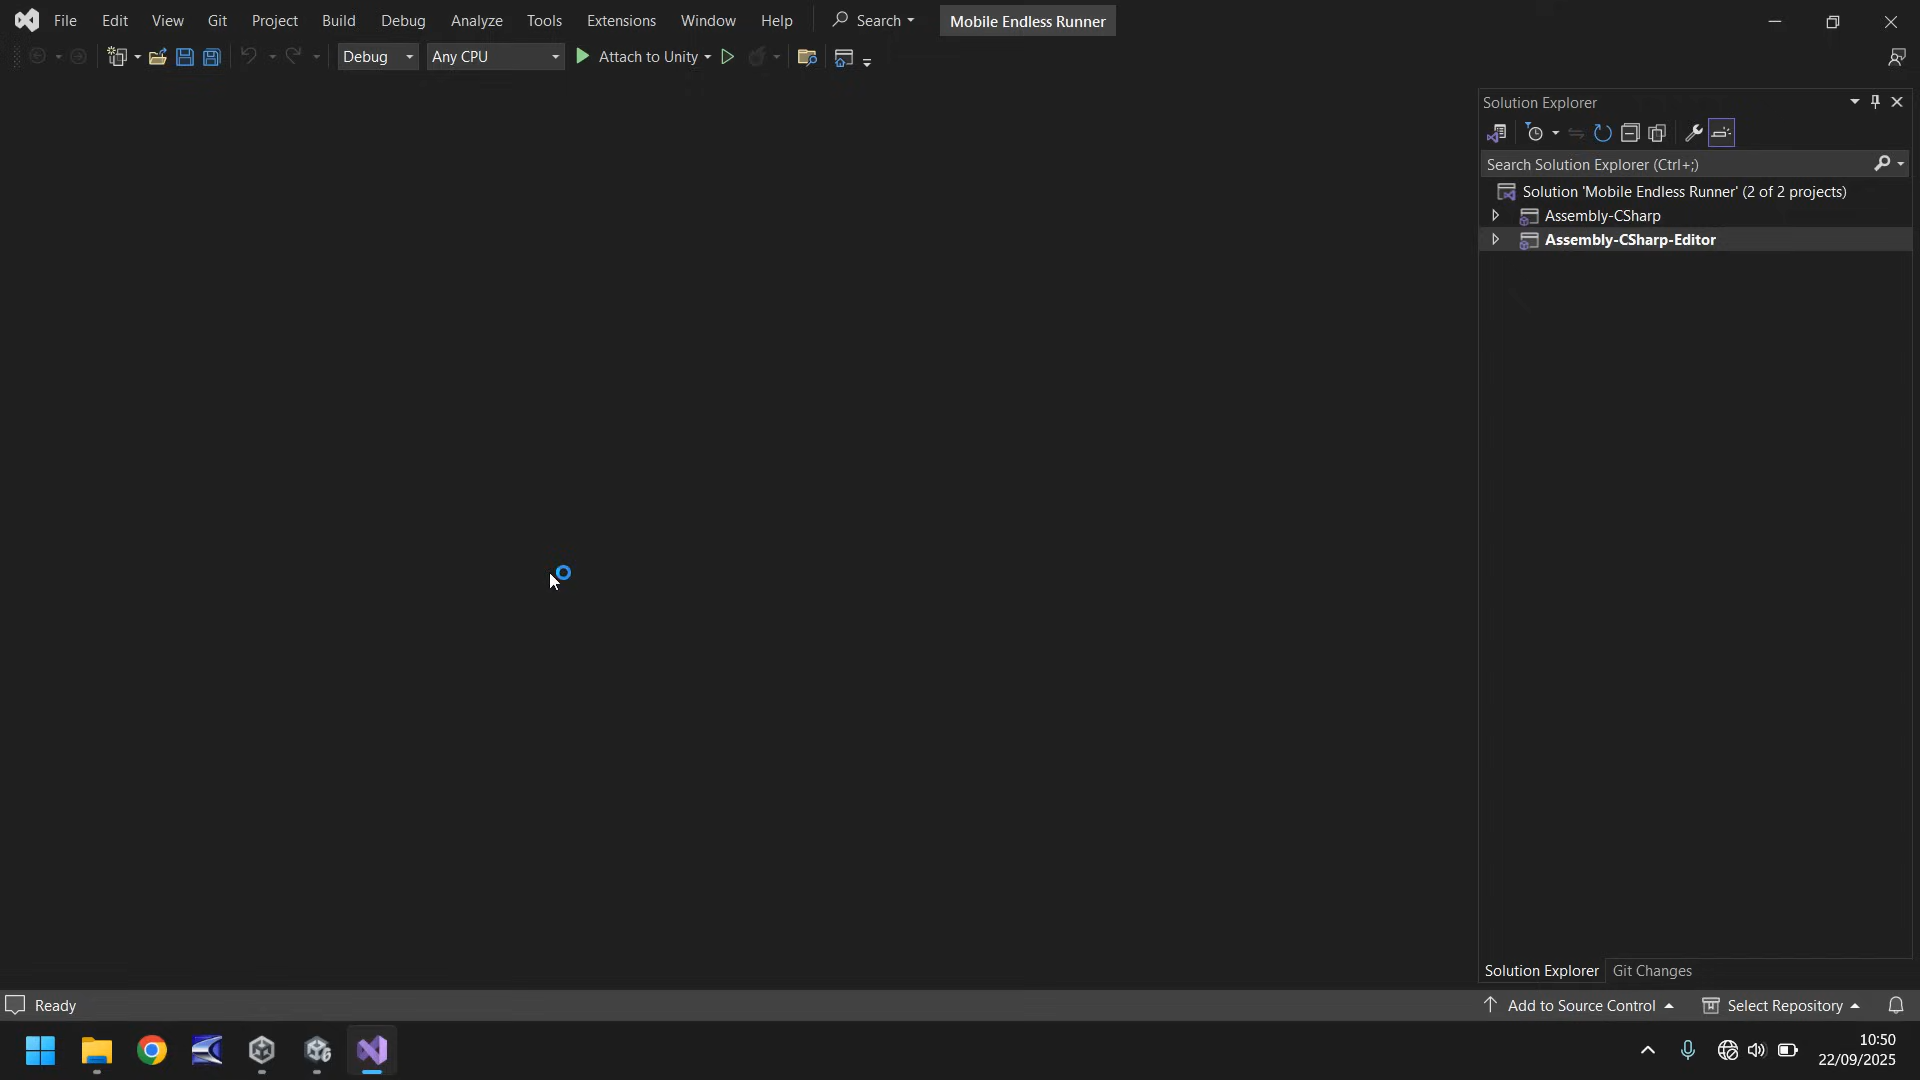 File Edit View Git Project Build Debug Analyze Tools Extensions Window Help Search Mobile Endless Runner
Debug Any CPU Attach to Unity
Solution Explorer
Search Solution Explorer (Ctrl+;)
Solution 'Mobile Endless Runner' (2 of 2 projects)
Assembly-CSharp
Assembly-CSharp-Editor
Solution Explorer Git Changes
Ready Add to Source Control Select Repository
6
10:50
22/09/2025